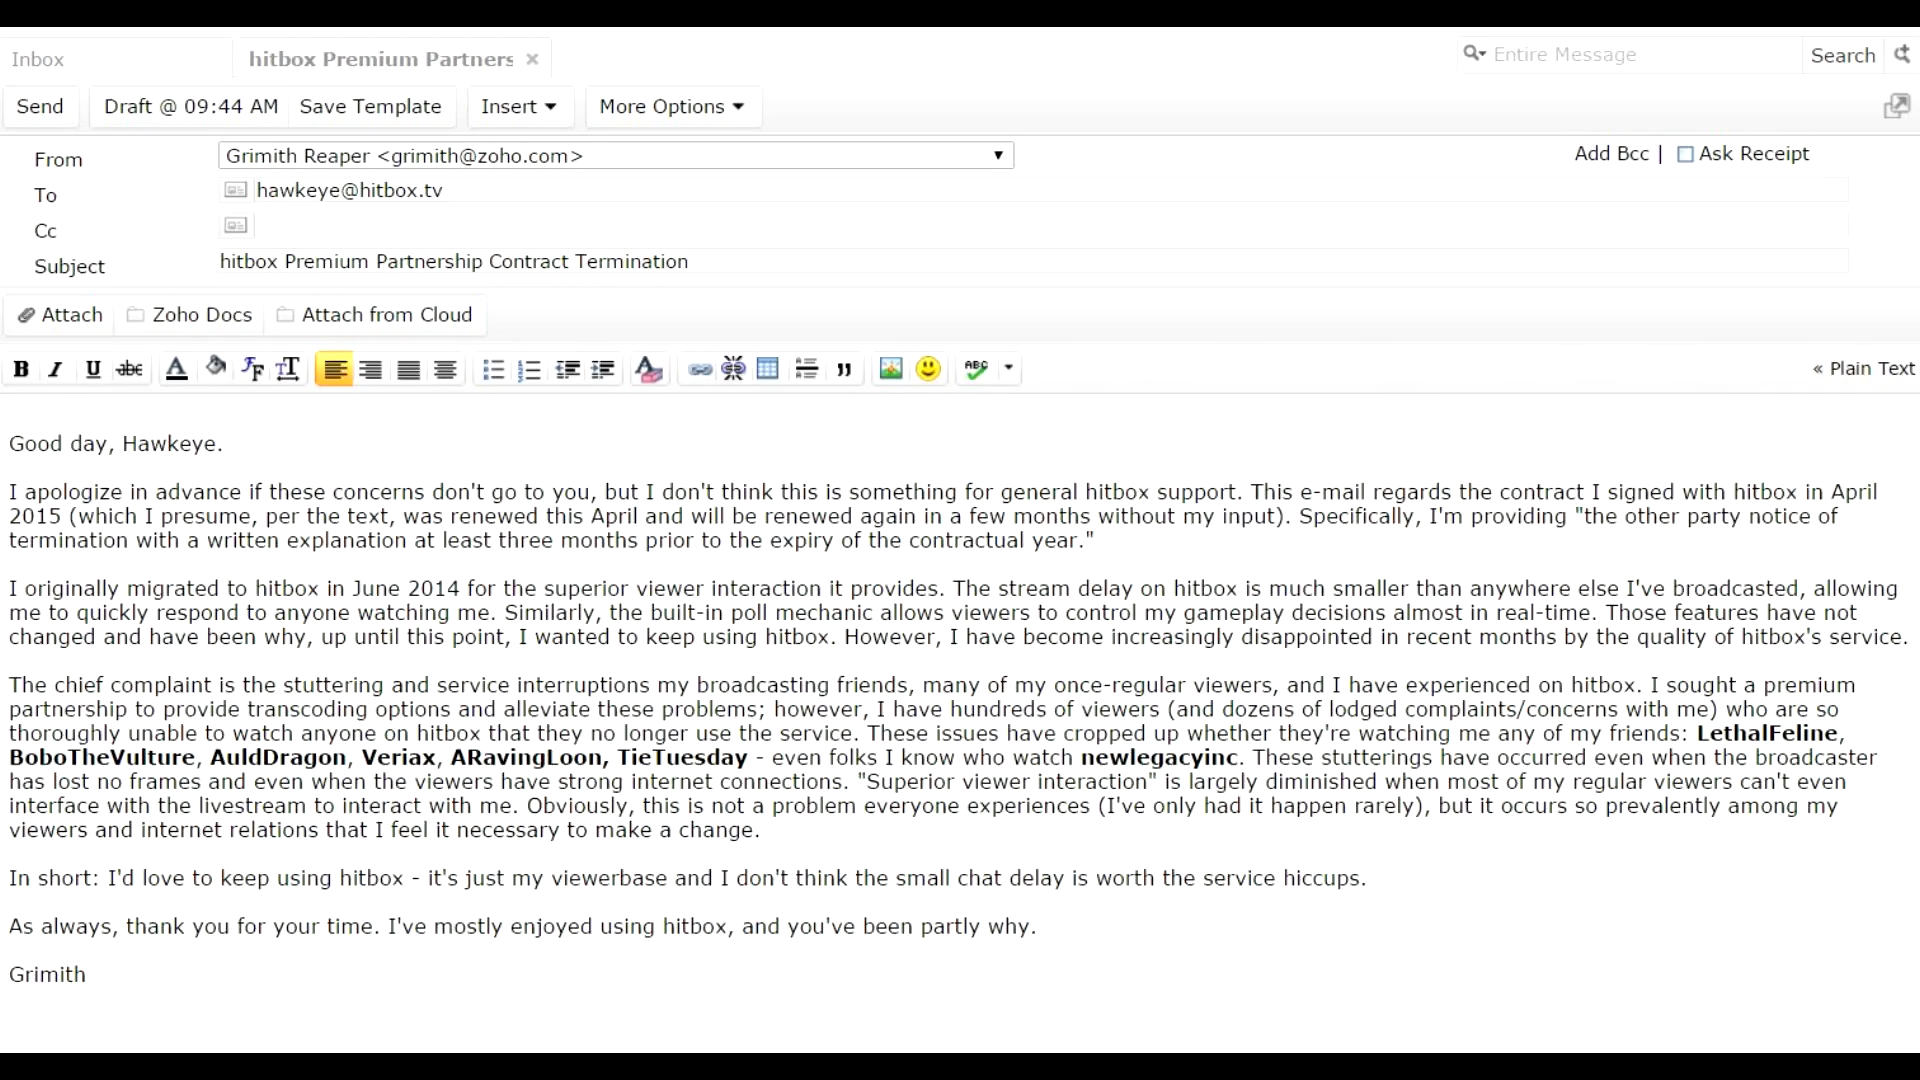 Inbox
hitbox Premium Partners
Entire Message
Search
Send
Draft @ 09:44 AM
Save Template
Insert
More Options
From
Grimith Reaper <grimith@zoho.com>
Add Bcc |
Ask Receipt
To
hawkeye@hitbox.tv
Cc
Subject
hitbox Premium Partnership Contract Termination
Attach
Zoho Docs
Attach from Cloud
B I U abc
« Plain Text
Good day, Hawkeye.
I apologize in advance if these concerns don't go to you, but I don't think this is something for general hitbox support. This e-mail regards the contract I signed with hitbox in April
2015 (which I presume, per the text, was renewed this April and will be renewed again in a few months without my input). Specifically, I'm providing "the other party notice of
termination with a written explanation at least three months prior to the expiry of the contractual year."
I originally migrated to hitbox in June 2014 for the superior viewer interaction it provides. The stream delay on hitbox is much smaller than anywhere else I've broadcasted, allowing
me to quickly respond to anyone watching me. Similarly, the built-in poll mechanic allows viewers to control my gameplay decisions almost in real-time. Those features have not
changed and have been why, up until this point, I wanted to keep using hitbox. However, I have become increasingly disappointed in recent months by the quality of hitbox's service.
The chief complaint is the stuttering and service interruptions my broadcasting friends, many of my once-regular viewers, and I have experienced on hitbox. I sought a premium
partnership to provide transcoding options and alleviate these problems; however, I have hundreds of viewers (and dozens of lodged complaints/concerns with me) who are so
thoroughly unable to watch anyone on hitbox that they no longer use the service. These issues have cropped up whether they're watching me any of my friends: LethalFeline,
BoboTheVulture, AuldDragon, Veriax, ARavingLoon, TieTuesday - even folks I know who watch newlegacyinc. These stutterings have occurred even when the broadcaster
has lost no frames and even when the viewers have strong internet connections. "Superior viewer interaction" is largely diminished when most of my regular viewers can't even
interface with the livestream to interact with me. Obviously, this is not a problem everyone experiences (I've only had it happen rarely), but it occurs so prevalently among my
viewers and internet relations that I feel it necessary to make a change.
In short: I'd love to keep using hitbox - it's just my viewerbase and I don't think the small chat delay is worth the service hiccups.
As always, thank you for your time. I've mostly enjoyed using hitbox, and you've been partly why.
Grimith